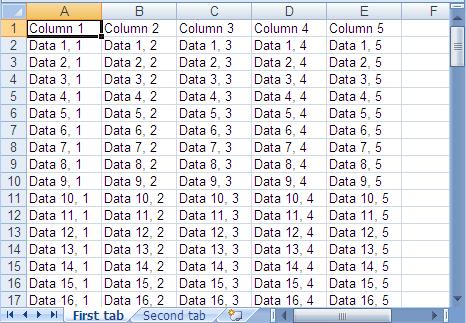 A B C D E F
1 Column 1 Column 2 Column 3 Column 4 Column 5
2 Data 1, 1 Data 1, 2 Data 1, 3 Data 1, 4 Data 1, 5
3 Data 2, 1 Data 2, 2 Data 2, 3 Data 2, 4 Data 2, 5
4 Data 3, 1 Data 3, 2 Data 3, 3 Data 3, 4 Data 3, 5
5 Data 4, 1 Data 4, 2 Data 4, 3 Data 4, 4 Data 4, 5
6 Data 5, 1 Data 5, 2 Data 5, 3 Data 5, 4 Data 5, 5
7 Data 6, 1 Data 6, 2 Data 6, 3 Data 6, 4 Data 6, 5
8 Data 7, 1 Data 7, 2 Data 7, 3 Data 7, 4 Data 7, 5
9 Data 8, 1 Data 8, 2 Data 8, 3 Data 8, 4 Data 8, 5
10 Data 9, 1 Data 9, 2 Data 9, 3 Data 9, 4 Data 9, 5
11 Data 10, 1 Data 10, 2 Data 10, 3 Data 10, 4 Data 10, 5
12 Data 11, 1 Data 11, 2 Data 11, 3 Data 11, 4 Data 11, 5
13 Data 12, 1 Data 12, 2 Data 12, 3 Data 12, 4 Data 12, 5
14 Data 13, 1 Data 13, 2 Data 13, 3 Data 13, 4 Data 13, 5
15 Data 14, 1 Data 14, 2 Data 14, 3 Data 14, 4 Data 14, 5
16 Data 15, 1 Data 15, 2 Data 15, 3 Data 15, 4 Data 15, 5
17 Data 16, 1 Data 16, 2 Data 16, 3 Data 16, 4 Data 16, 5
First tab Second tab